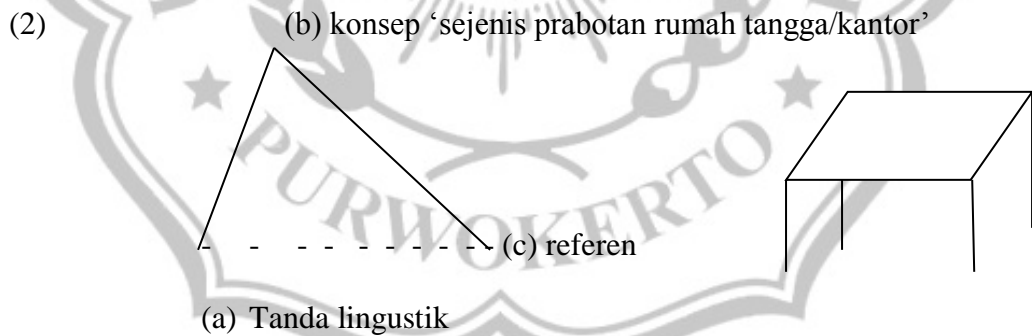 (2) (b) konsep ‘sejenis prabotan rumah tangga/kantor’
PURWOKERTO
(c) referen
(a) Tanda lingustik